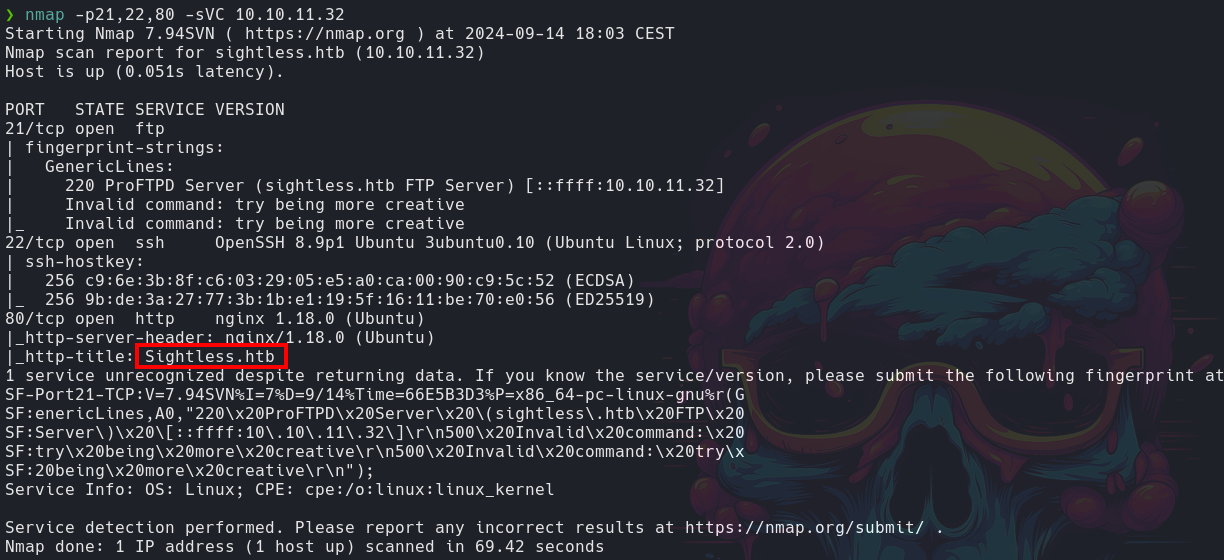 ❯ nmap -p21,22,80 -sVC 10.10.11.32
Starting Nmap 7.94SVN ( https://nmap.org ) at 2024-09-14 18:03 CEST
Nmap scan report for sightless.htb (10.10.11.32)
Host is up (0.051s latency).
PORT   STATE SERVICE VERSION
21/tcp open  ftp
| fingerprint-strings:
|   GenericLines:
|     220 ProFTPD Server (sightless.htb FTP Server) [::ffff:10.10.11.32]
|     Invalid command: try being more creative
|_    Invalid command: try being more creative
22/tcp open  ssh     OpenSSH 8.9p1 Ubuntu 3ubuntu0.10 (Ubuntu Linux; protocol 2.0)
| ssh-hostkey:
|   256 c9:6e:3b:8f:c6:03:29:05:e5:a0:ca:00:90:c9:5c:52 (ECDSA)
|_  256 9b:de:3a:27:77:3b:1b:e1:19:5f:16:11:be:70:e0:56 (ED25519)
80/tcp open  http    nginx 1.18.0 (Ubuntu)
|_http-server-header: nginx/1.18.0 (Ubuntu)
|_http-title: Sightless.htb
1 service unrecognized despite returning data. If you know the service/version, please submit the following fingerprint at
SF-Port21-TCP:V=7.94SVN%I=7%D=9/14%Time=66E5B3D3%P=x86_64-pc-linux-gnu%r(G
SF:enericLines,A0,"220\x20ProFTPD\x20Server\x20\(sightless\.htb\x20FTP\x20
SF:Server\)\x20\[::ffff:10\.10\.11\.32\]\r\n500\x20Invalid\x20command:\x20
SF:try\x20being\x20more\x20creative\r\n500\x20Invalid\x20command:\x20try\x
SF:20being\x20more\x20creative\r\n");
Service Info: OS: Linux; CPE: cpe:/o:linux:linux_kernel
Service detection performed. Please report any incorrect results at https://nmap.org/submit/ .
Nmap done: 1 IP address (1 host up) scanned in 69.42 seconds